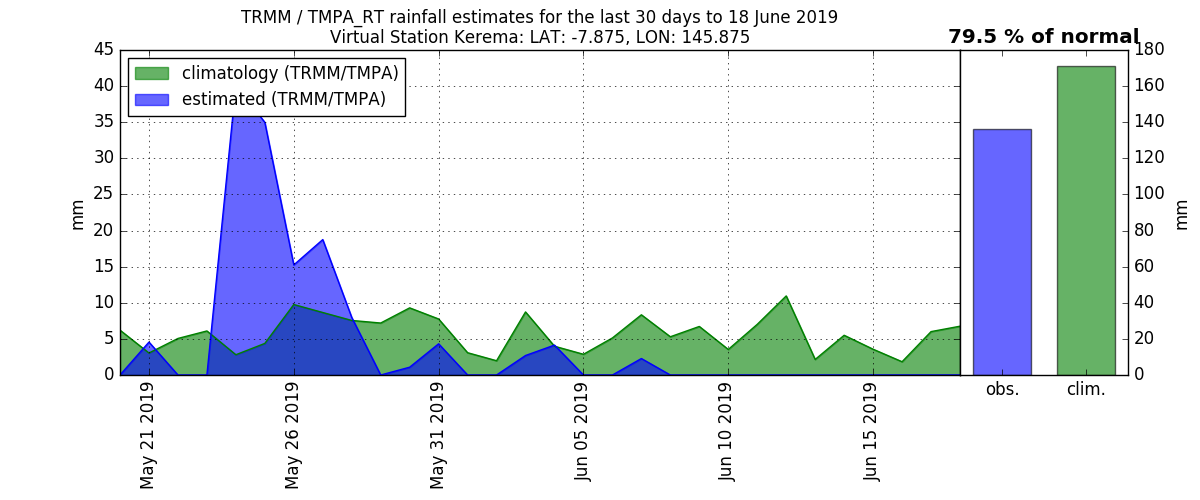 TRMM / TMPA_RT rainfall estimates for the last 30 days to 18 June 2019
Virtual Station Kerema: LAT: -7.875, LON: 145.875
79.5 % of normal
climatology (TRMM/TMPA)
estimated (TRMM/TMPA)
45
40
35
30
25
20
15
10
5
0
mm
May 21 2019
May 26 2019
May 31 2019
Jun 05 2019
Jun 10 2019
Jun 15 2019
180
160
140
120
100
80
60
40
20
0
mm
obs.
clim.